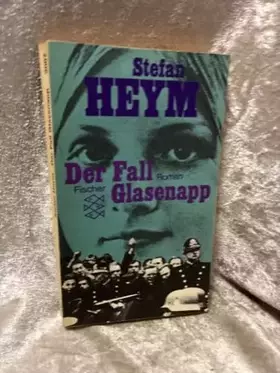 Stefan
HEYM
Der Fall
Fischer Roman
Glasenapp